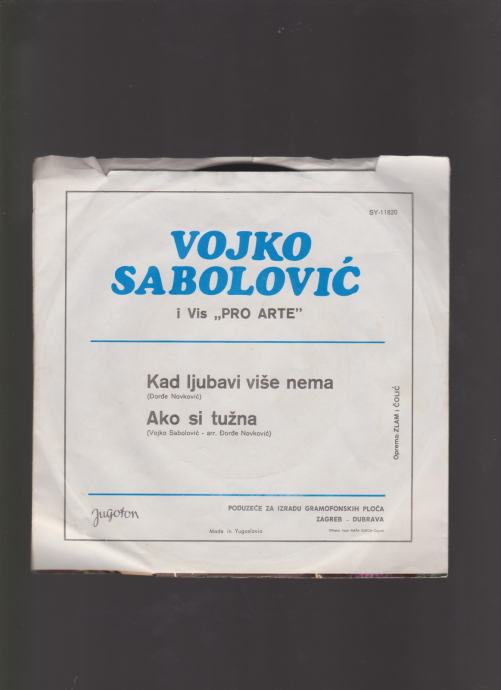 SY-11820
VOJKO
SABOLOVIĆ
i Vis „PRO ARTE"
Kad ljubavi više nema
(Đorđe Novković)
Ako si tužna
(Vojko Sabolović - arr. Đorđe Novković)
Oprema: ZLAM i ČOLIĆ
Jugoton
PODUZEĆE ZA IZRADU GRAMOFONSKIH PLOČA
ZAGREB – DUBRAVA
Made in Yugoslavia